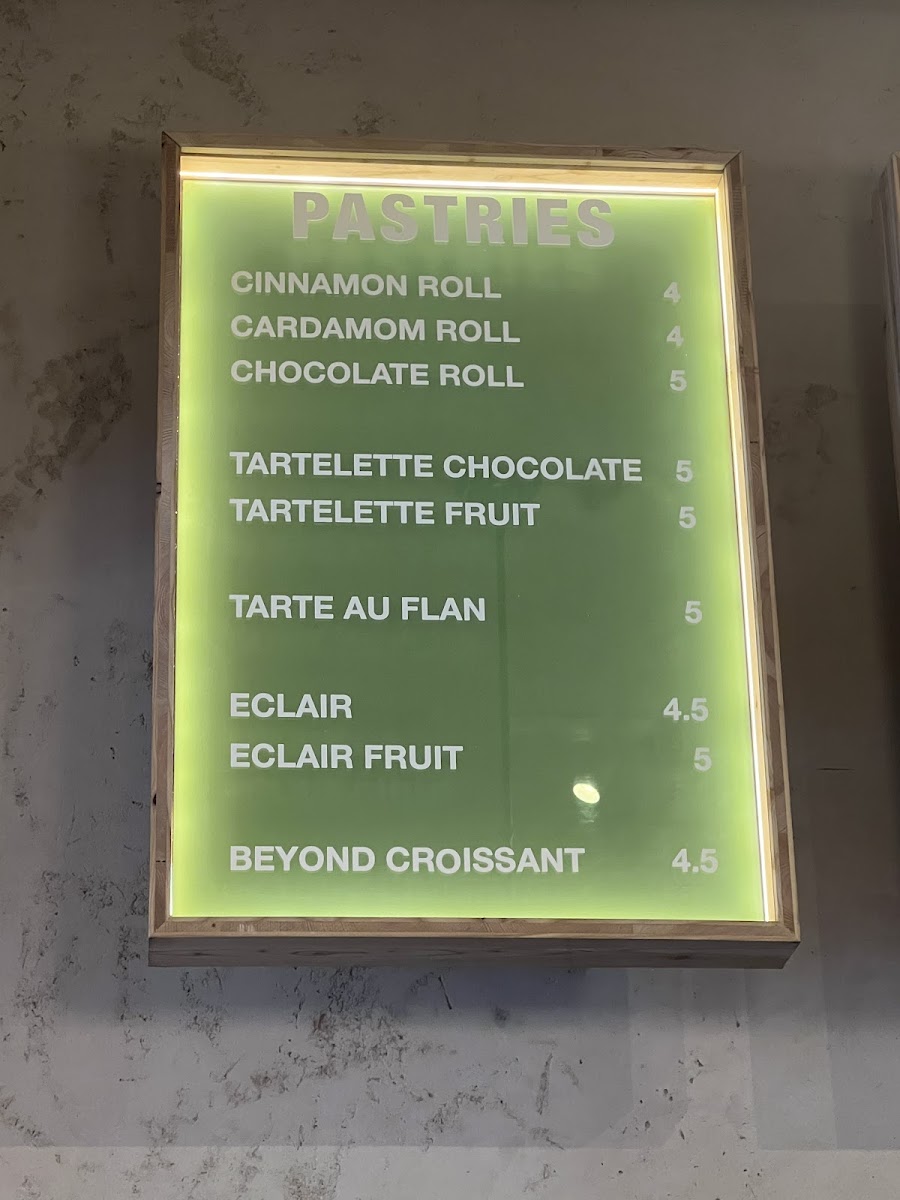 PASTRIES
CINNAMON ROLL 4
CARDAMOM ROLL 4
CHOCOLATE ROLL 5
TARTELETTE CHOCOLATE 5
TARTELETTE FRUIT 5
TARTE AU FLAN 5
ECLAIR 4.5
ECLAIR FRUIT 5
BEYOND CROISSANT 4.5